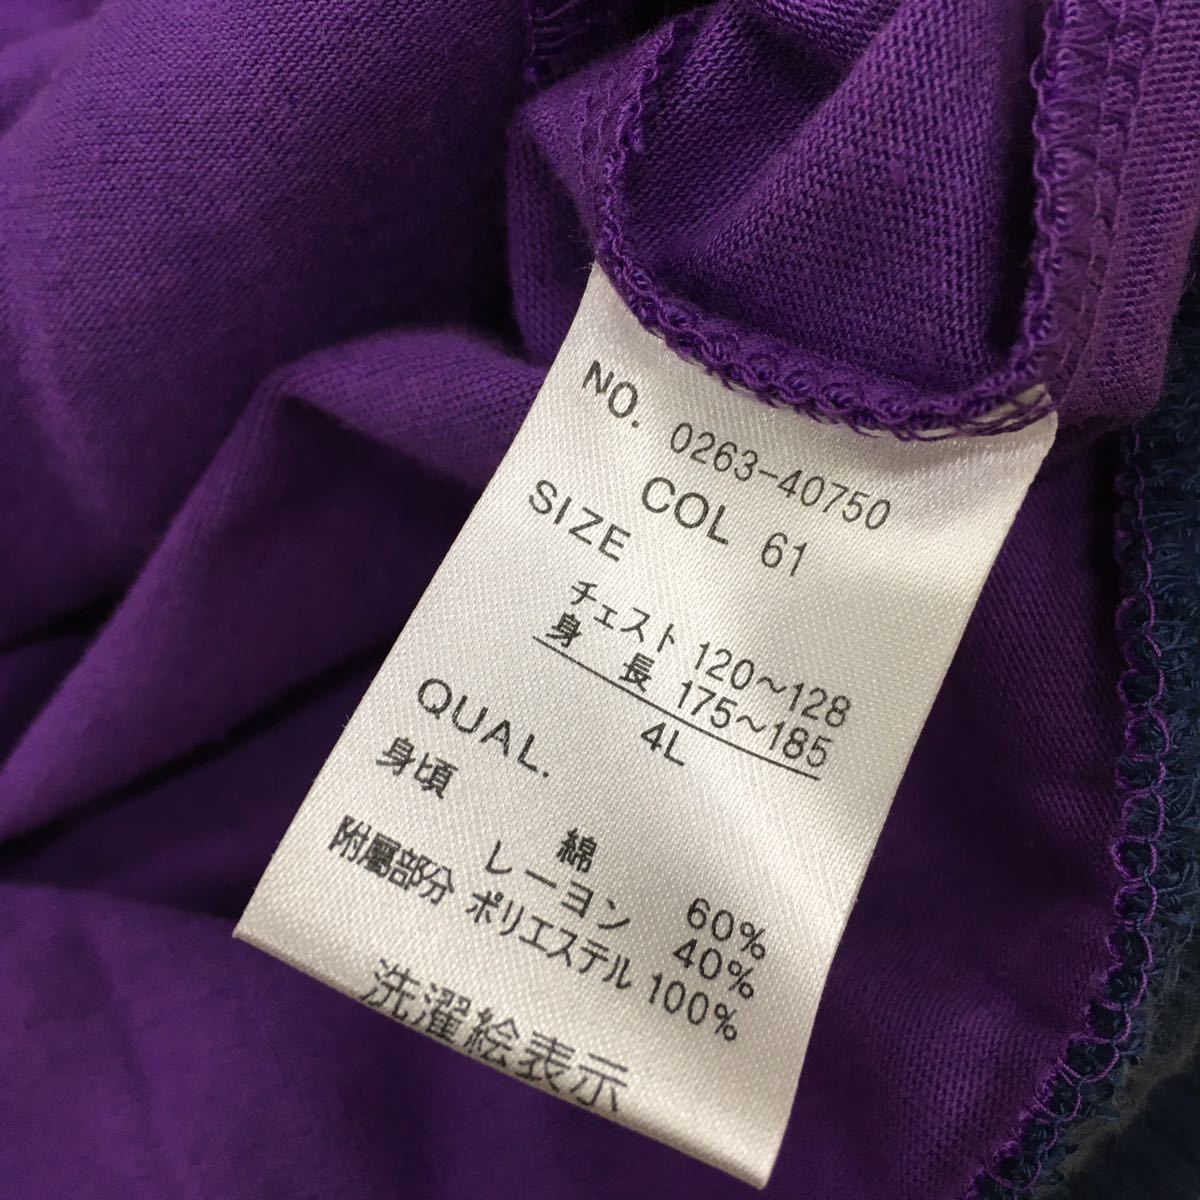 NO. 0263-40750
COL 61
SIZE
チェスト 120～128
身 長 175～185
4L
QUAL.
身頃
綿 60%
レーヨン 40%
附屬部分 ポリエステル 100%
洗濯絵表示